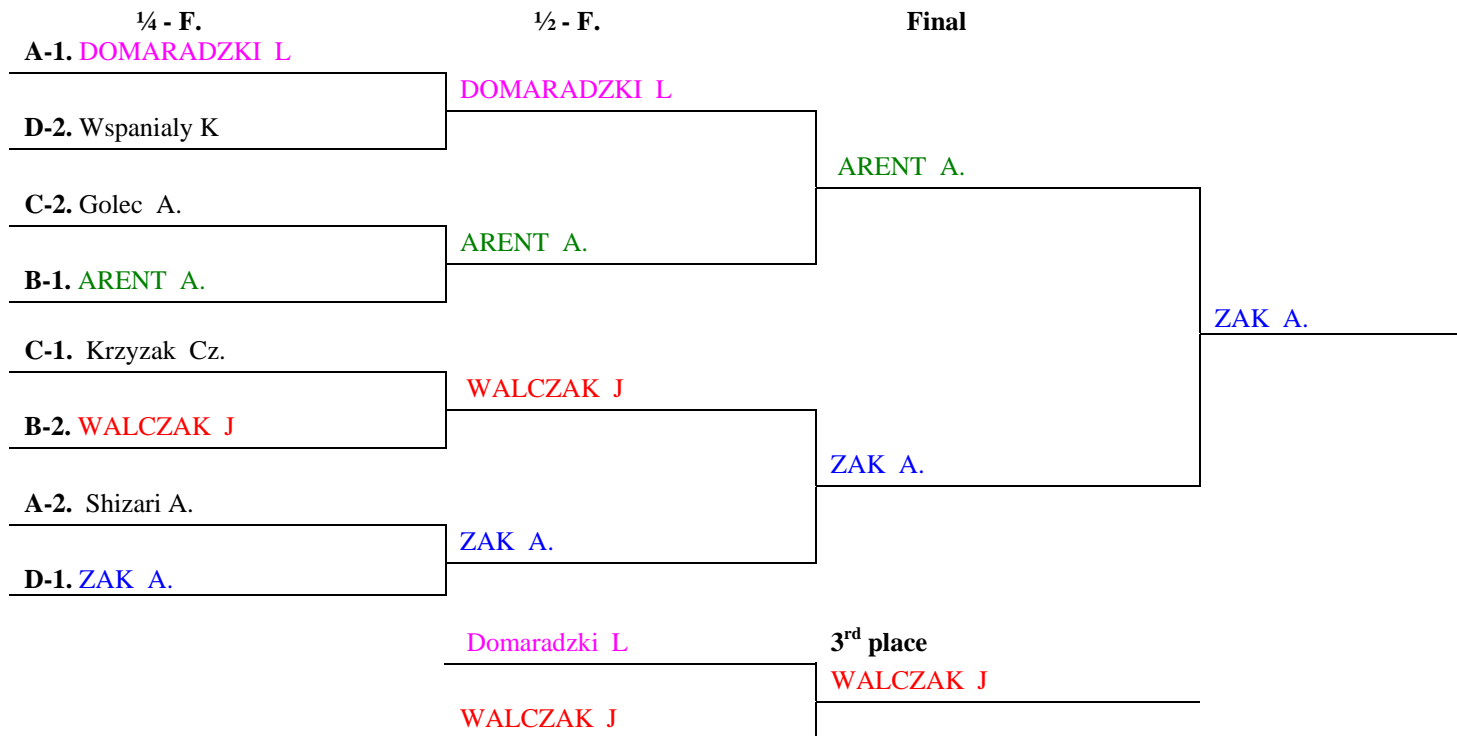 ¼ - F. ½ - F. Final
A-1. DOMARADZKI L
DOMARADZKI L
D-2. Wspanialy K
ARENT A.
C-2. Golec A.
ARENT A.
B-1. ARENT A.
ZAK A.
C-1. Krzyzak Cz.
WALCZAK J
B-2. WALCZAK J
ZAK A.
A-2. Shizari A.
ZAK A.
D-1. ZAK A.
Domaradzki L 3rd place
WALCZAK J
WALCZAK J